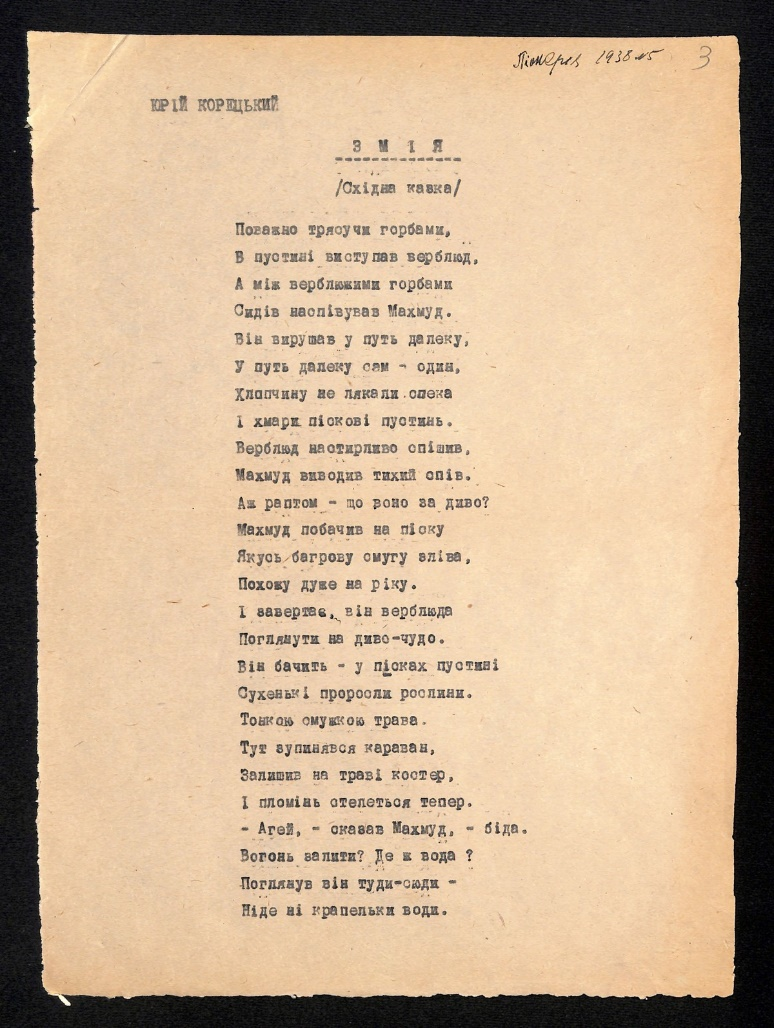 1938 №5
3
ЮРІЙ КОРЕЦЬКИЙ
З М І Я
/Східна кавка/
Поважно трясучи горбами,
В пустині виступав верблюд,
А між верблюжими горбами
Сидів наспівував Махмуд.
Він вирушав у путь далеку,
У путь далеку сам - один,
Хлопчину не лякали спека
І хмари піскові пустинь.
Верблюд настирливо спішив,
Махмуд виводив тихий спів.
Аж раптом - що воно за диво?
Махмуд побачив на піску
Якусь багрову смугу зліва,
Похожу дуже на ріку.
І завертає, він верблюда
Поглянути на диво-чудо.
Він бачить - у пісках пустині
Сухенькі проросли рослини.
Тонкою смужкою трава.
Тут зупинявся караван,
Залишив на траві костер,
І пломінь стелеться тепер.
- Агей, - сказав Махмуд, - біда.
Вогонь залити? Де ж вода ?
Поглянув він туди-сюди -
Ніде ні крапельки води.